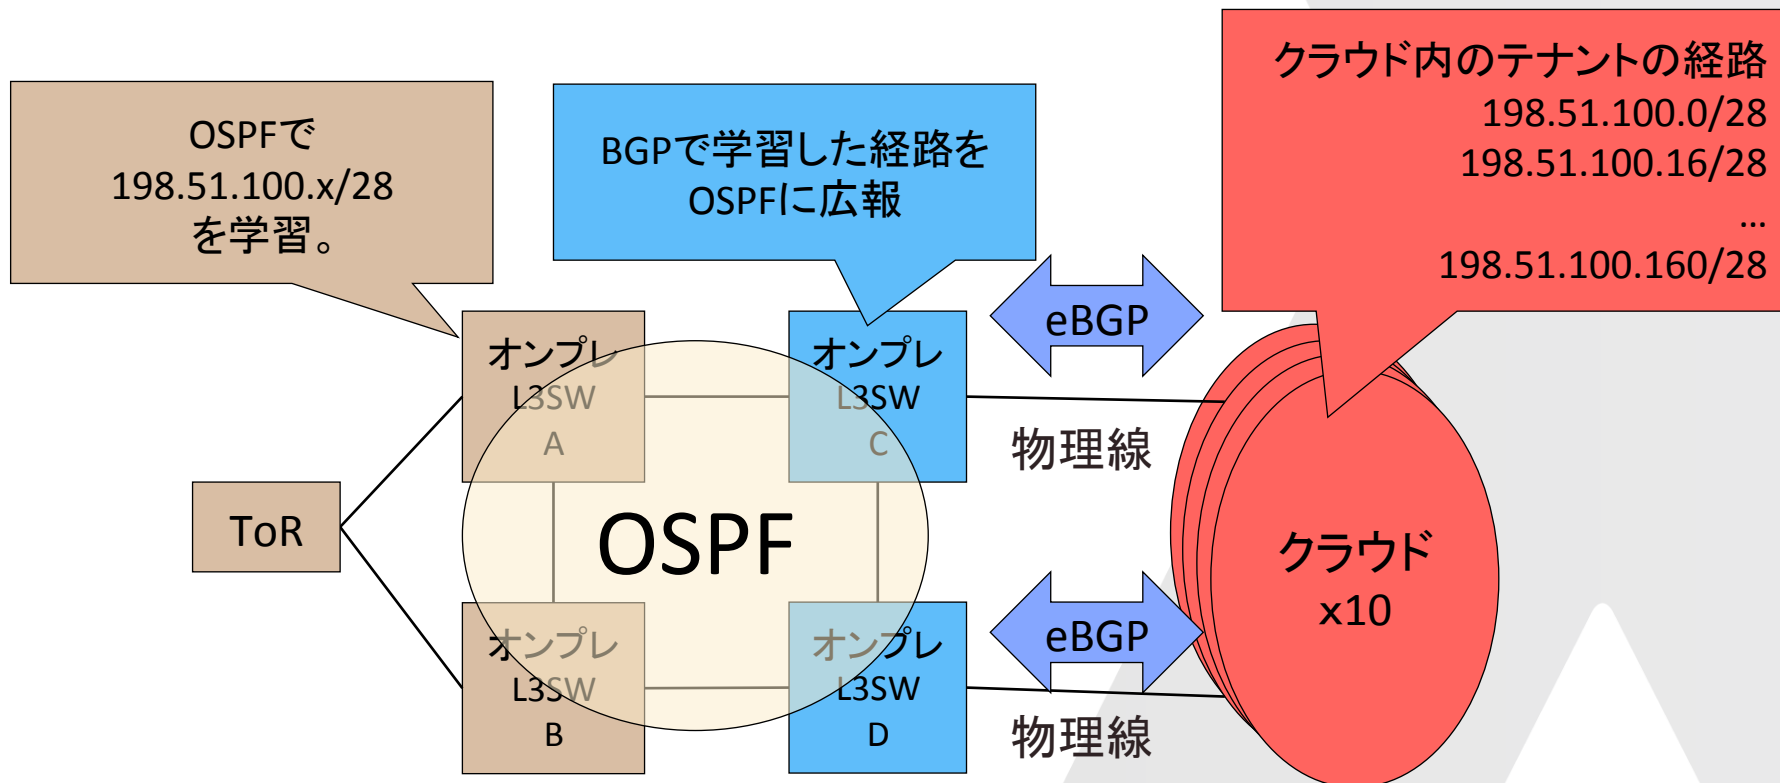 OSPFで
198.51.100.x/28
を学習。
BGPで学習した経路を
OSPFに広報
クラウド内のテナントの経路
198.51.100.0/28
198.51.100.16/28
...
198.51.100.160/28
eBGP
オンプレ
L3SW
A
オンプレ
L3SW
C
物理線
ToR
OSPF
クラウド
x10
eBGP
オンプレ
L3SW
B
オンプレ
L3SW
D
物理線